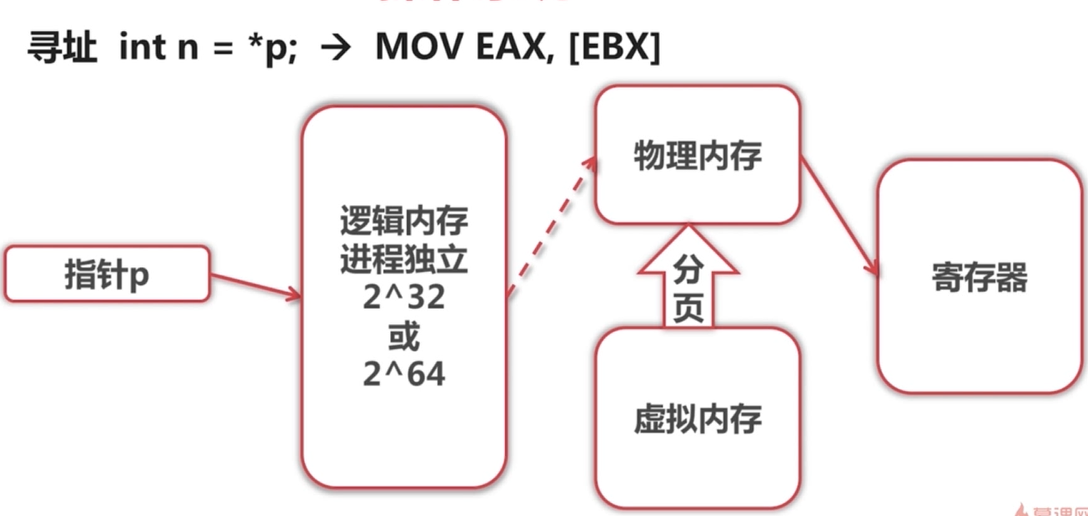 寻址 int n = *p; → MOV EAX, [EBX]
指针p
逻辑内存
进程独立
2^32
或
2^64
物理内存
分
页
虚拟内存
寄存器